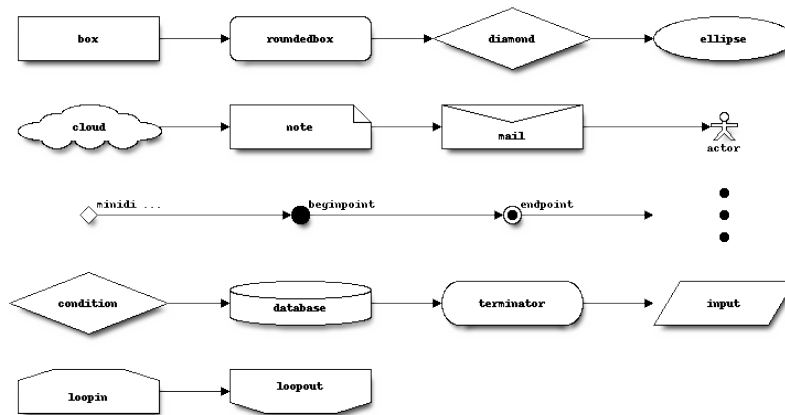 box
roundedbox
diamond
ellipse
cloud
note
mail
actor
minidi ...
beginpoint
endpoint
condition
database
terminator
input
loopin
loopout